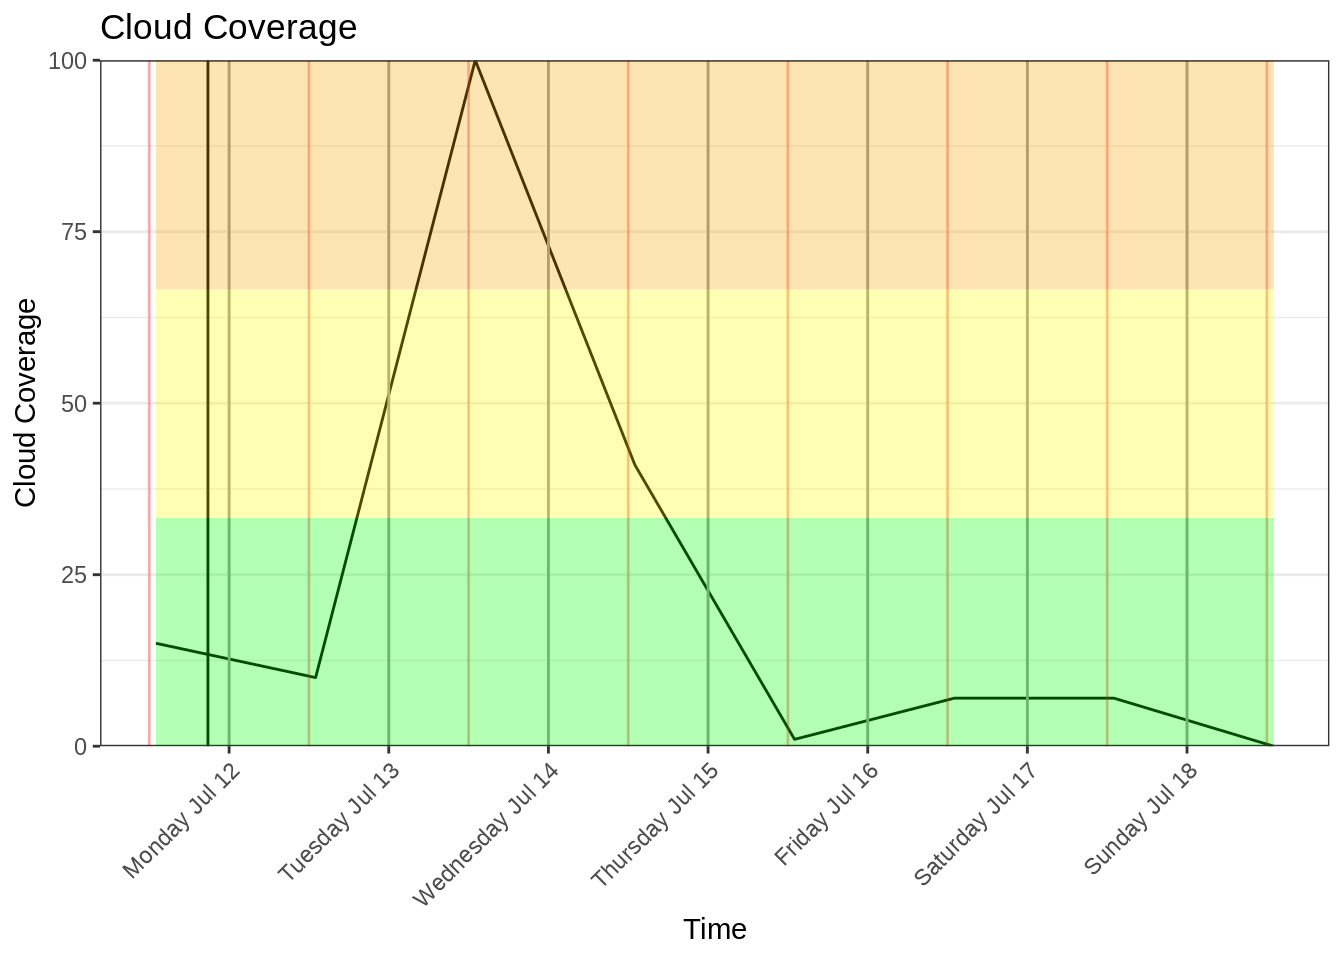 Cloud Coverage
100
75
50
25
0
Cloud Coverage
Monday Jul 12
Tuesday Jul 13
Wednesday Jul 14
Thursday Jul 15
Friday Jul 16
Saturday Jul 17
Sunday Jul 18
Time